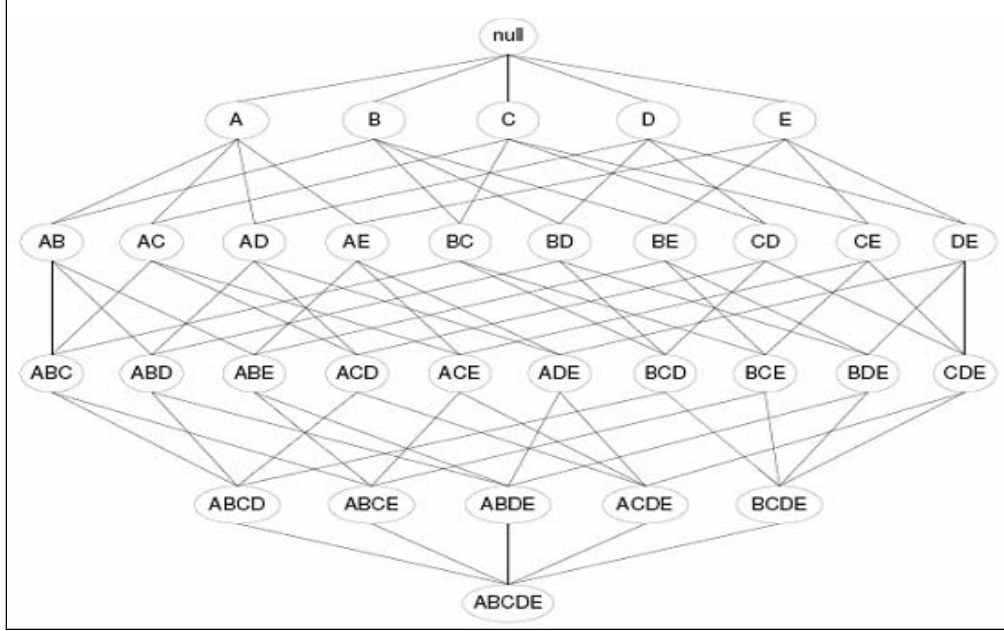 null
A B C D E
AB AC AD AE BC BD BE CD CE DE
ABC ABD ABE ACD ACE ADE BCD BCE BDE CDE
ABCD ABCE ABDE ACDE BCDE
ABCDE